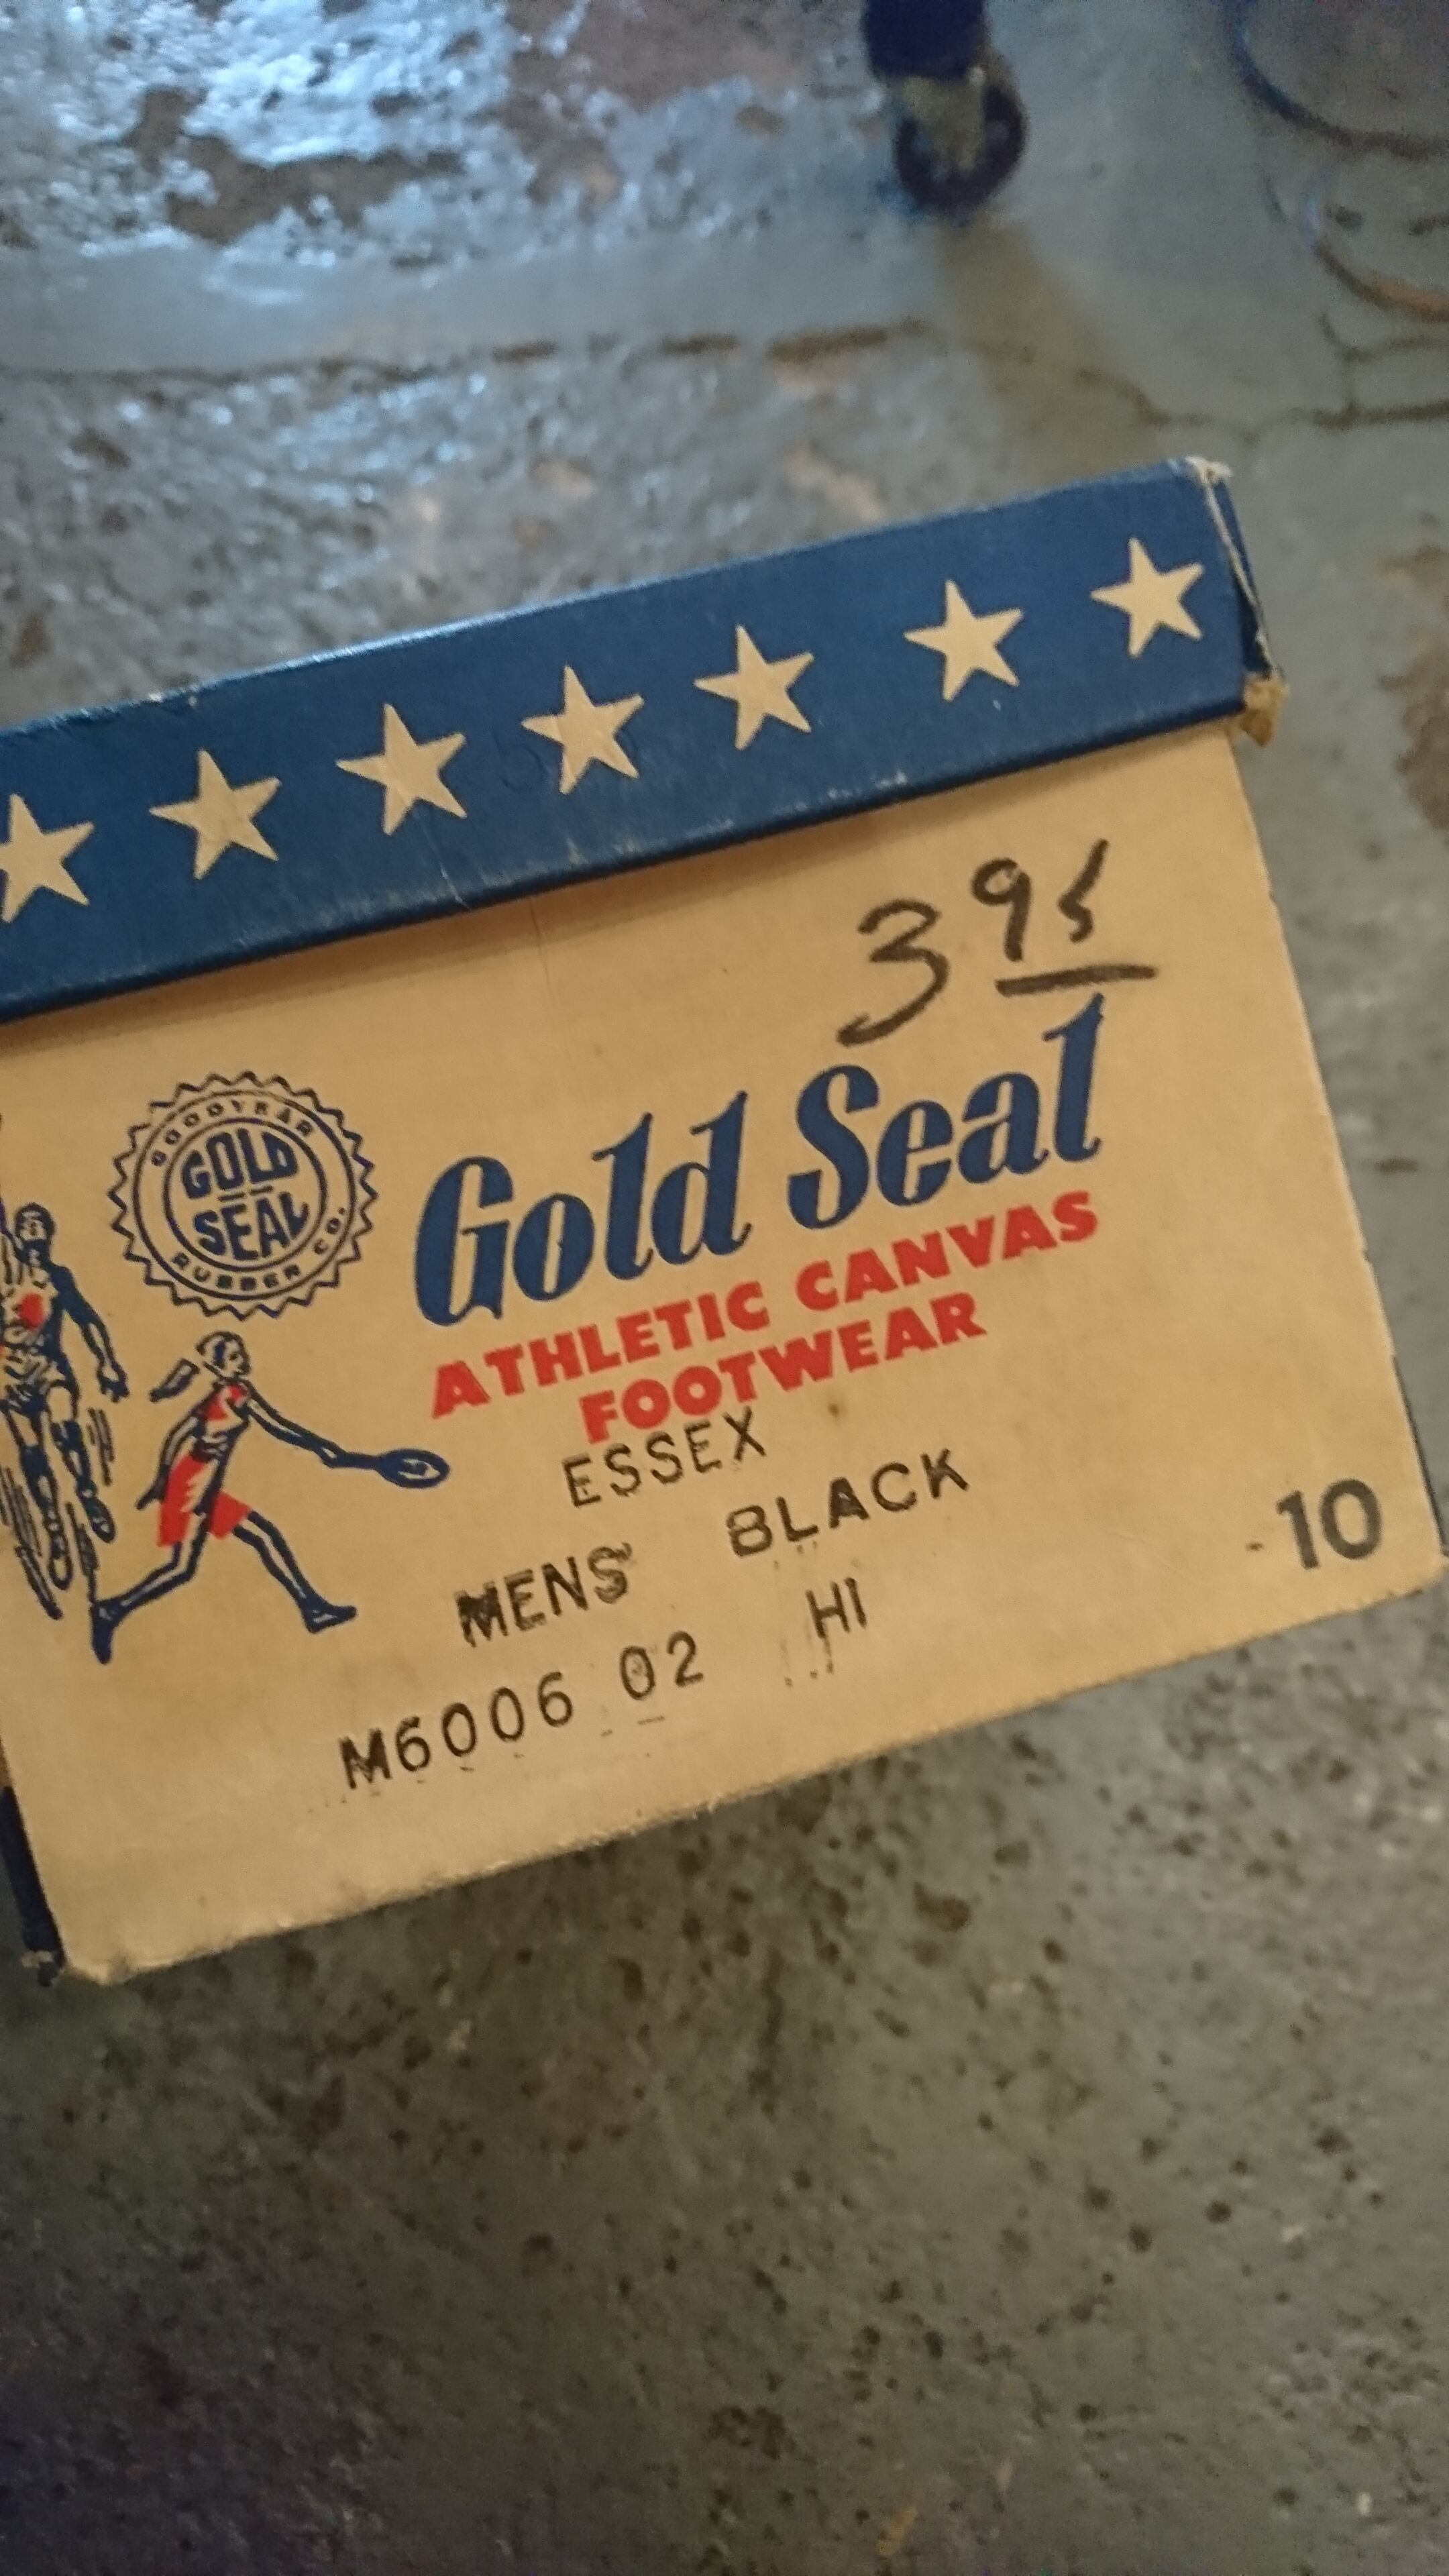 3 95
GOODYEAR
GOLD
SEAL
RUBBER CO.
Gold Seal
ATHLETIC CANVAS
FOOTWEAR
ESSEX
MENS BLACK
M6006 02 HI
-10